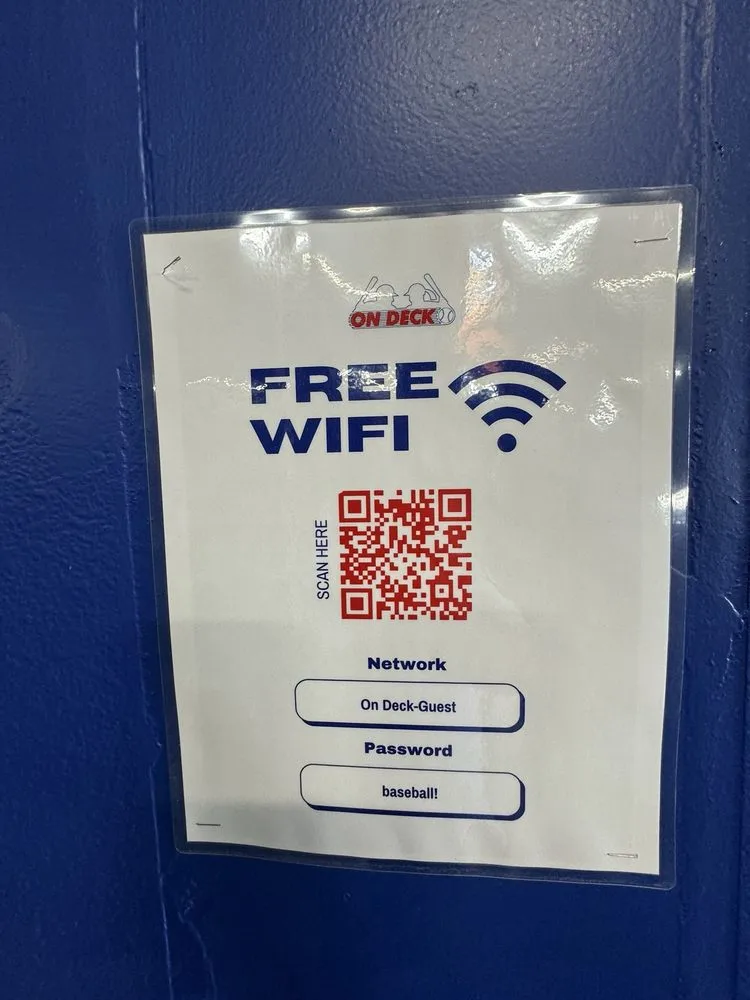 ON DECK
FREE
WIFI
SCAN HERE
Network
On Deck-Guest
Password
baseball!